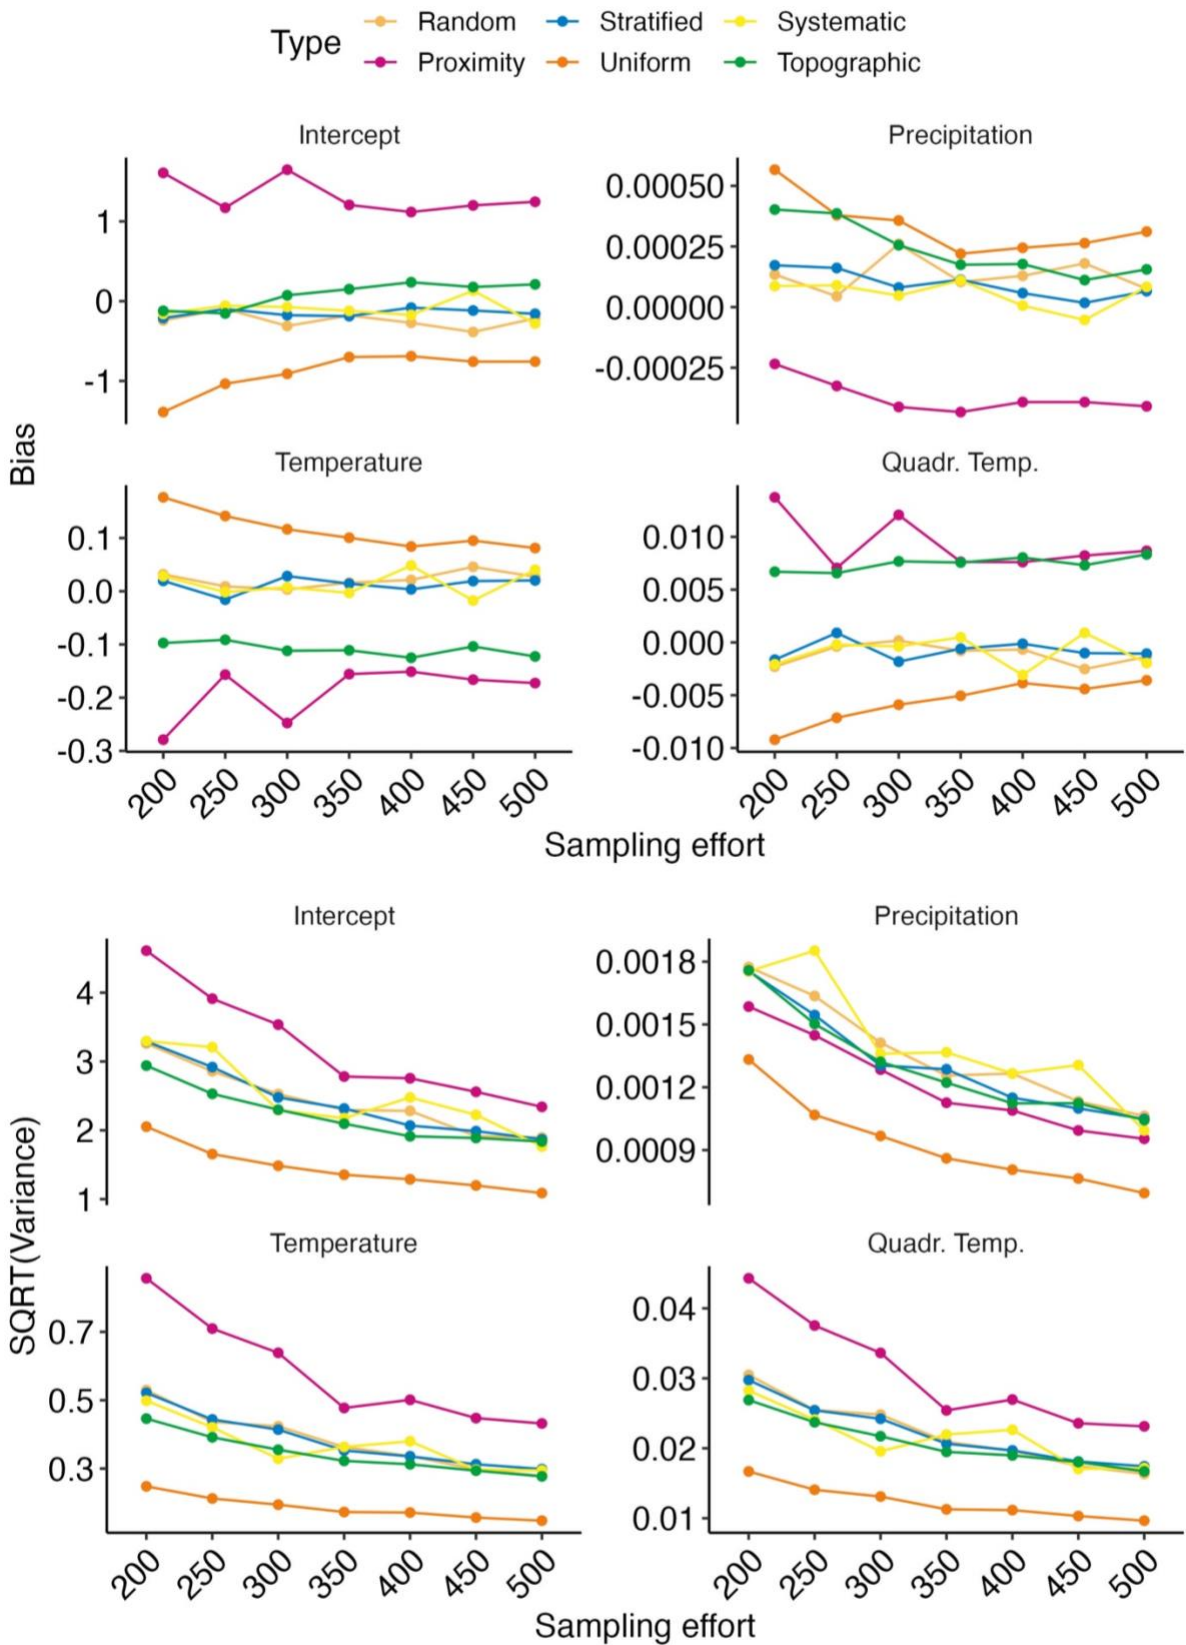 Type
Random Stratified Systematic
Proximity Uniform Topographic
Intercept Precipitation
1
0
-1
0.00050
0.00025
0.00000
-0.00025
Bias
Temperature Quadr. Temp.
0.1
0.0
-0.1
-0.2
-0.3
0.010
0.005
0.000
-0.005
-0.010
200 250 300 350 400 450 500
200 250 300 350 400 450 500
Sampling effort
Intercept Precipitation
4
3
2
1
0.0018
0.0015
0.0012
0.0009
SQRT(Variance)
Temperature Quadr. Temp.
0.7
0.5
0.3
0.04
0.03
0.02
0.01
200 250 300 350 400 450 500
200 250 300 350 400 450 500
Sampling effort